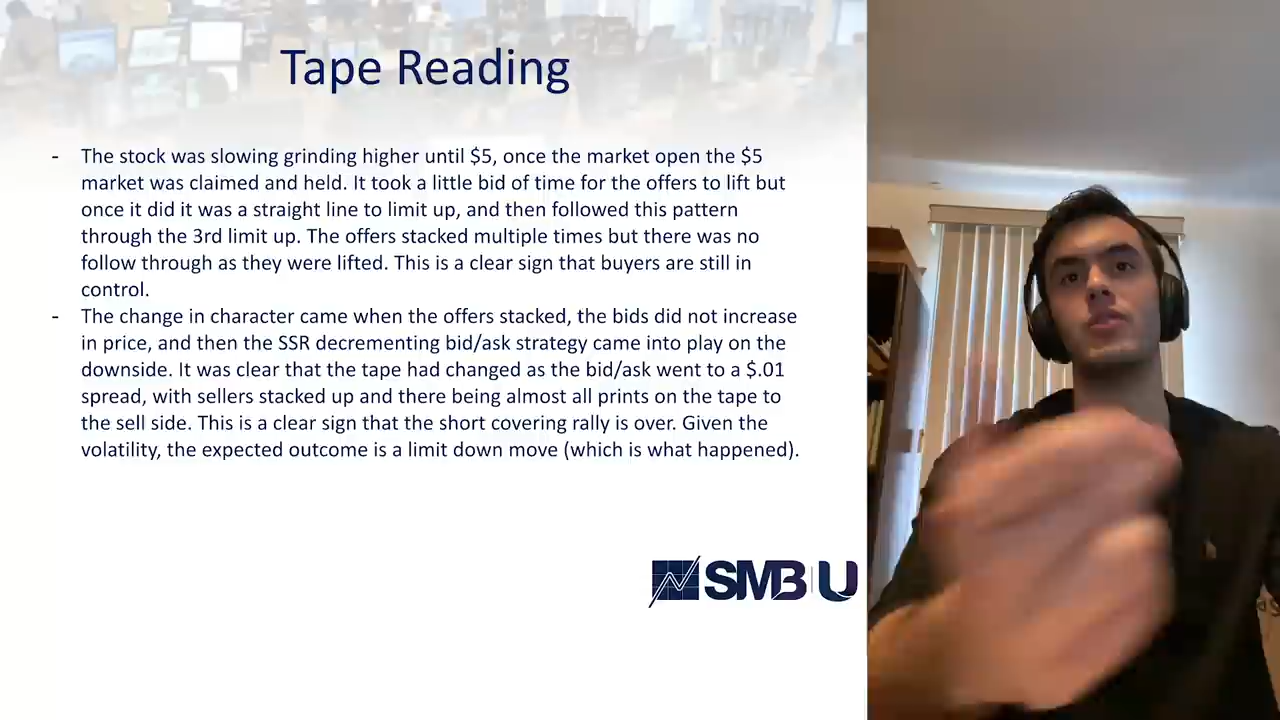 Tape Reading
- The stock was slowing grinding higher until $5, once the market open the $5
market was claimed and held. It took a little bid of time for the offers to lift but
once it did it was a straight line to limit up, and then followed this pattern
through the 3rd limit up. The offers stacked multiple times but there was no
follow through as they were lifted. This is a clear sign that buyers are still in
control.
- The change in character came when the offers stacked, the bids did not increase
in price, and then the SSR decrementing bid/ask strategy came into play on the
downside. It was clear that the tape had changed as the bid/ask went to a $.01
spread, with sellers stacked up and there being almost all prints on the tape to
the sell side. This is a clear sign that the short covering rally is over. Given the
volatility, the expected outcome is a limit down move (which is what happened).
SMB U